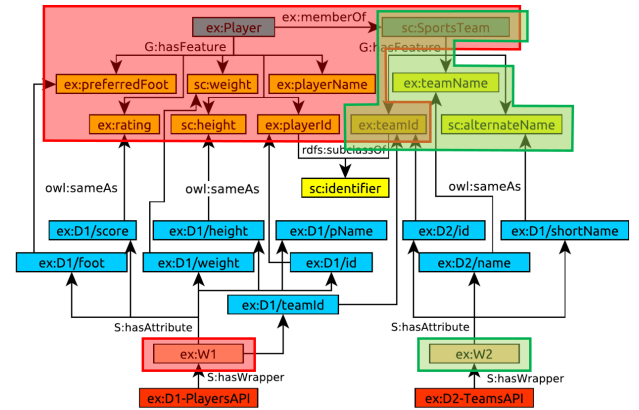 ex:Player ex:memberOf sc:SportsTeam
G:hasFeature G:hasFeature
ex:preferredFoot sc:weight ex:playerName ex:teamName
ex:rating sc:height ex:playerId ex:teamId sc:alternateName
rdfs:subclassOf
owl:sameAs owl:sameAs sc:identifier owl:sameAs
ex:D1/score ex:D1/height ex:D1/pName ex:D2/id ex:D1/shortName
ex:D1/foot ex:D1/weight ex:D1/id ex:D2/name
ex:D1/teamId
S:hasAttribute S:hasAttribute
ex:W1 ex:W2
S:hasWrapper S:hasWrapper
ex:D1-PlayersAPI ex:D2-TeamsAPI